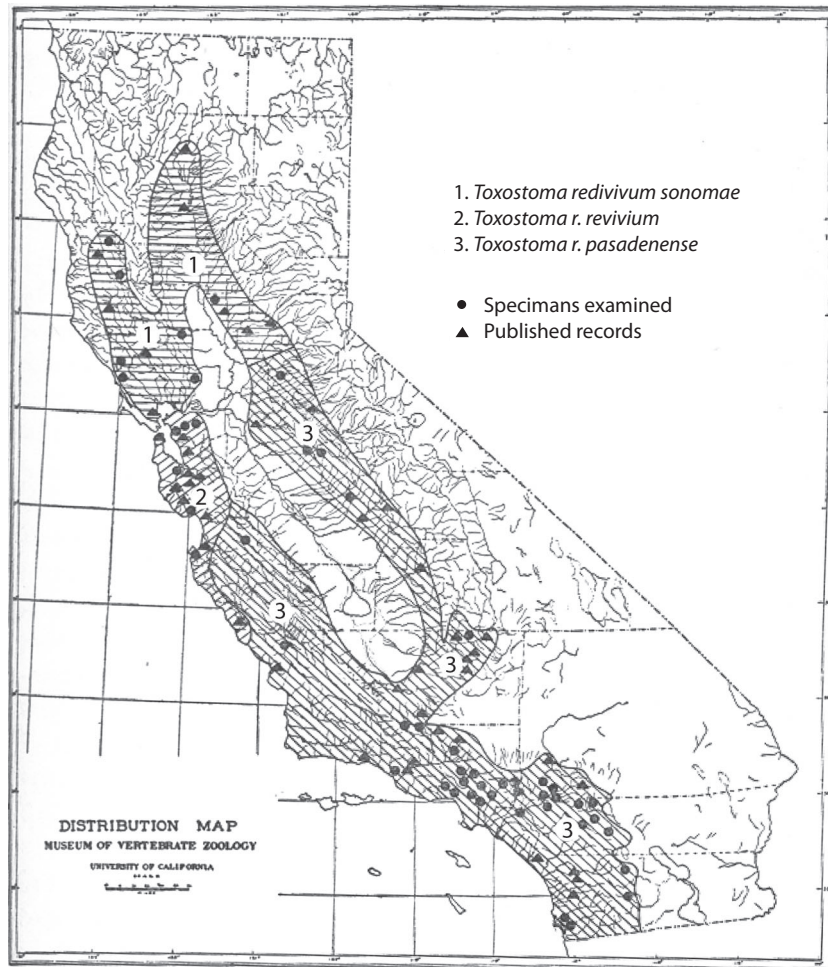 1. Toxostoma redivivum sonomae
2. Toxostoma r. revivium
3. Toxostoma r. pasadenense
● Specimans examined
▲ Published records
1
1
3
2
3
3
3
DISTRIBUTION MAP
MUSEUM OF VERTEBRATE ZOOLOGY
UNIVERSITY OF CALIFORNIA
SCALE